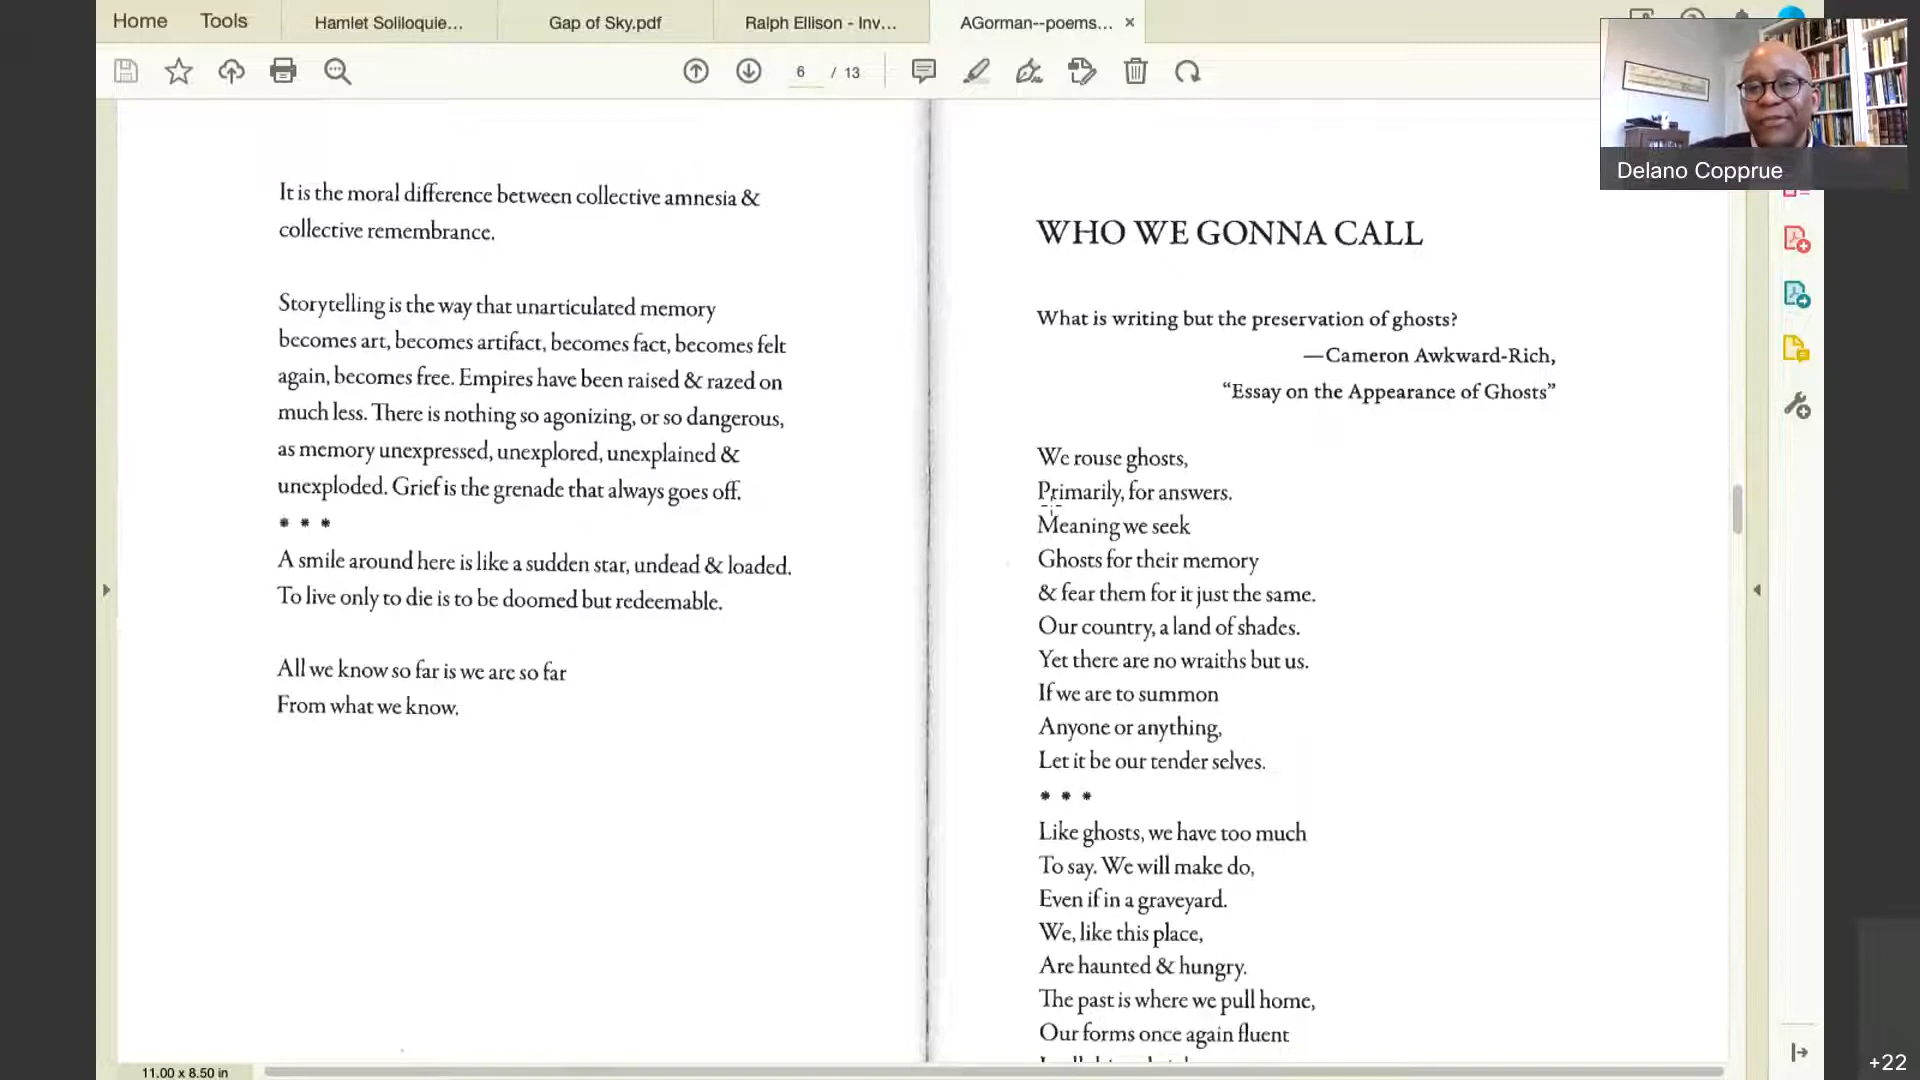 Home Tools Hamlet Soliloquie... Gap of Sky.pdf Ralph Ellison - Inv... AGorman--poems... ×
6 / 13
Delano Copprue
It is the moral difference between collective amnesia &
collective remembrance.
Storytelling is the way that unarticulated memory
becomes art, becomes artifact, becomes fact, becomes felt
again, becomes free. Empires have been raised & razed on
much less. There is nothing so agonizing, or so dangerous,
as memory unexpressed, unexplored, unexplained &
unexploded. Grief is the grenade that always goes off.
* * *
A smile around here is like a sudden star, undead & loaded.
To live only to die is to be doomed but redeemable.
All we know so far is we are so far
From what we know.
WHO WE GONNA CALL
What is writing but the preservation of ghosts?
—Cameron Awkward-Rich,
“Essay on the Appearance of Ghosts”
We rouse ghosts,
Primarily, for answers.
Meaning we seek
Ghosts for their memory
& fear them for it just the same.
Our country, a land of shades.
Yet there are no wraiths but us.
If we are to summon
Anyone or anything,
Let it be our tender selves.
* * *
Like ghosts, we have too much
To say. We will make do,
Even if in a graveyard.
We, like this place,
Are haunted & hungry.
The past is where we pull home,
Our forms once again fluent
11.00 x 8.50 in
+22